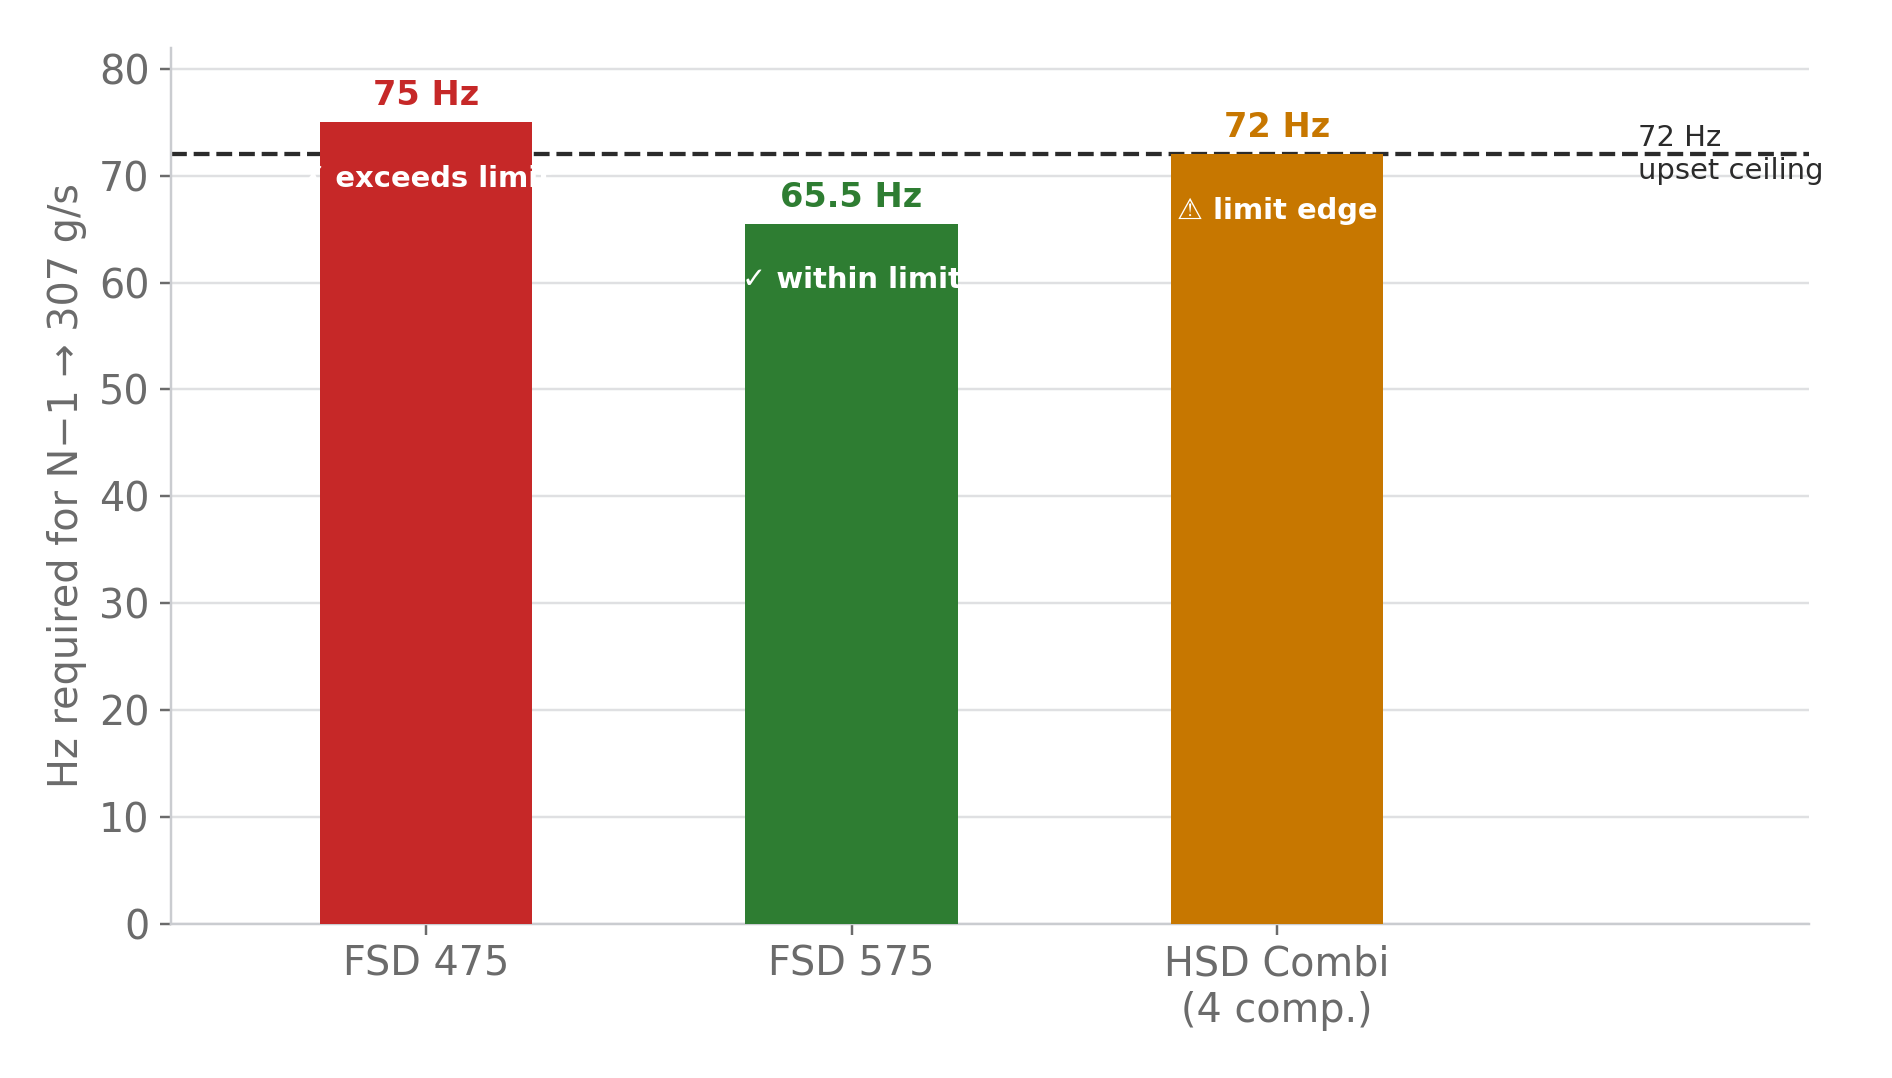 80
75 Hz
72 Hz
72 Hz
upset ceiling
70
exceeds limi
65.5 Hz
⚠ limit edge
60
✓ within limit
50
40
30
20
10
0
Hz required for N−1 → 307 g/s
FSD 475
FSD 575
HSD Combi
(4 comp.)